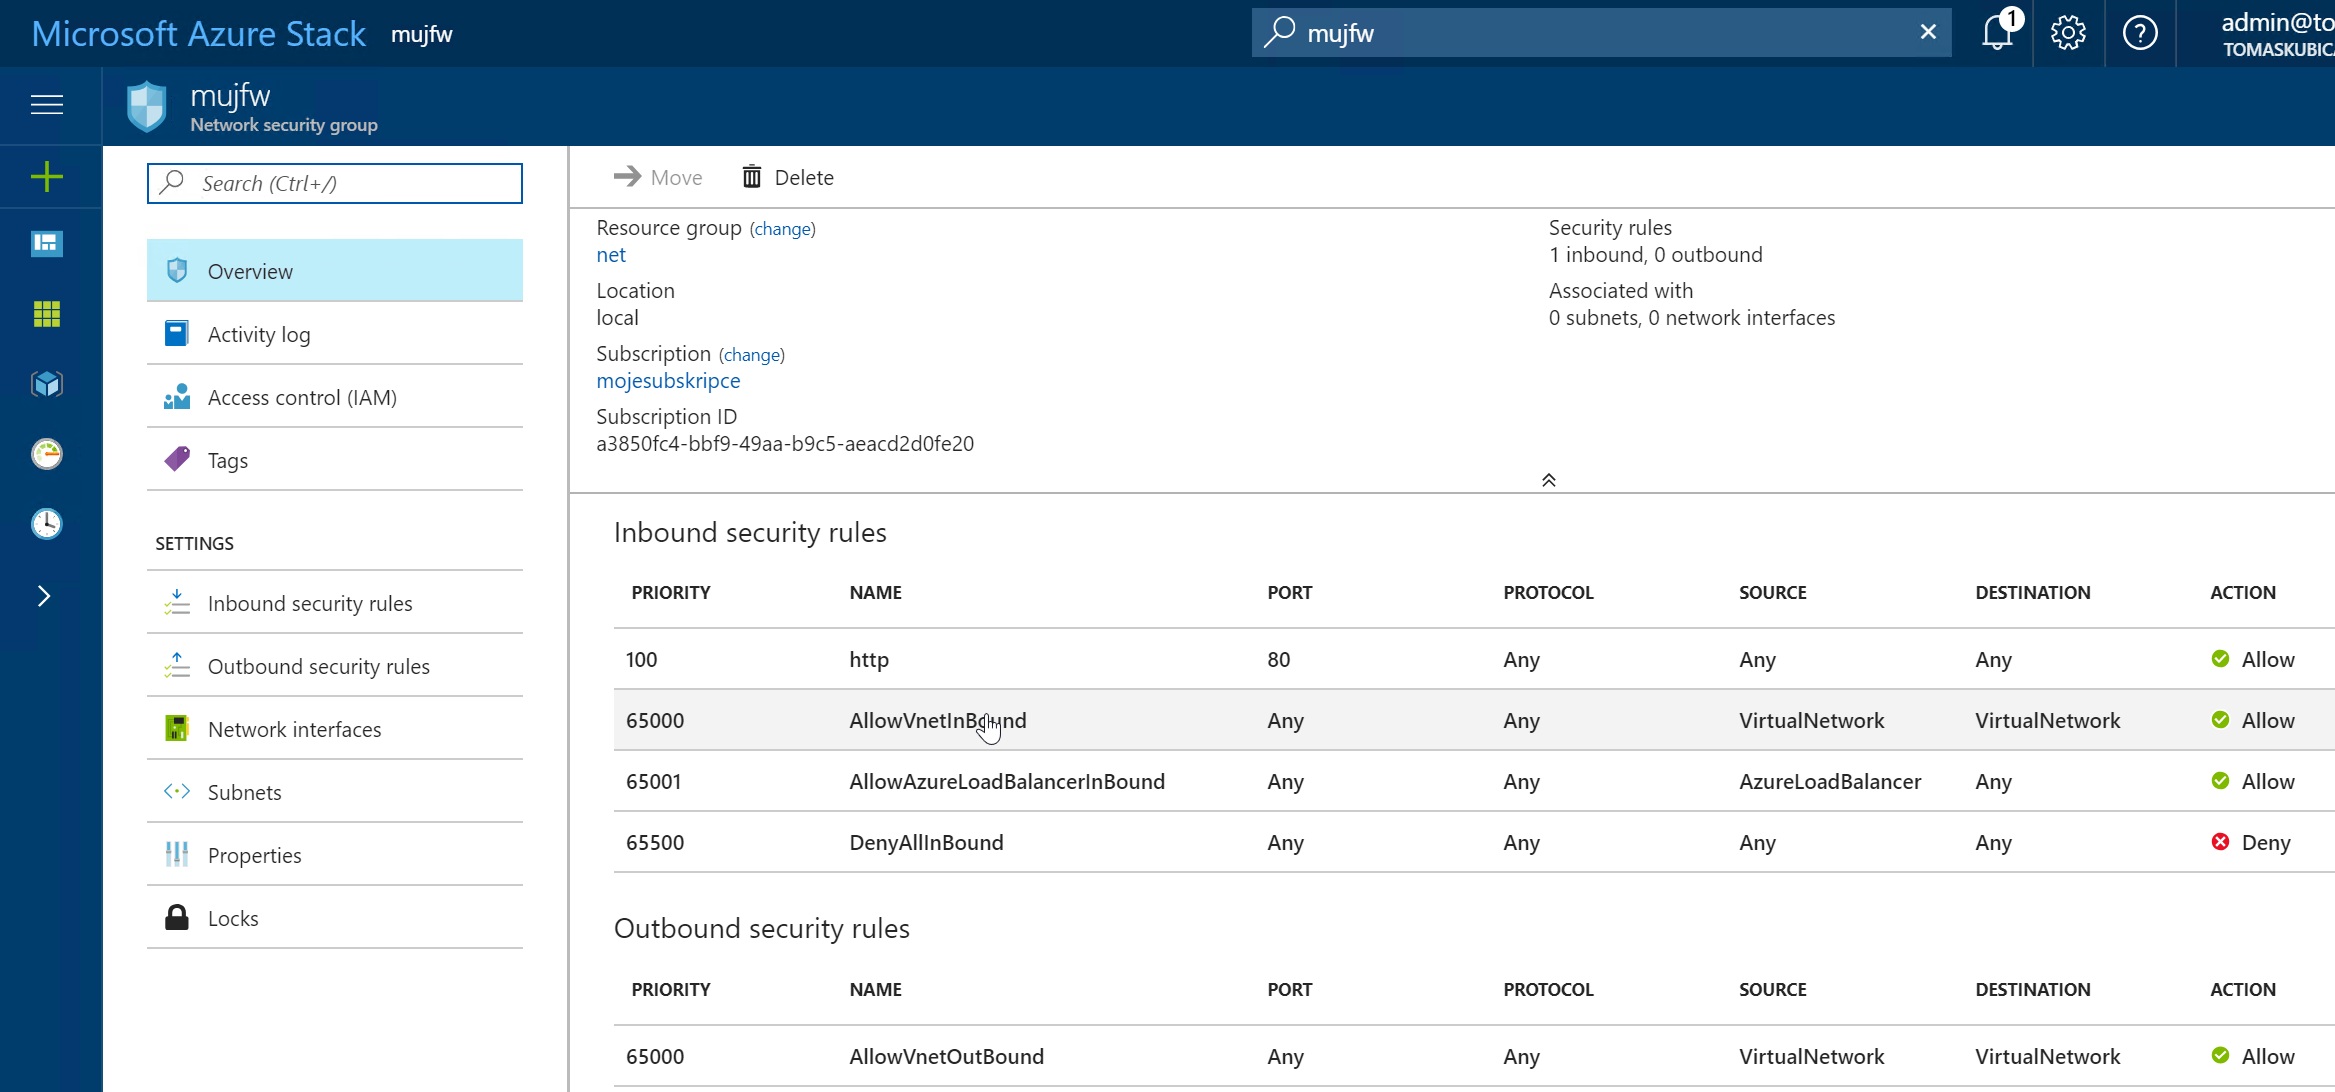 Microsoft Azure Stack mujfw
mujfw
1
admin@to
TOMASKUBIC
mujfw
Network security group
Search (Ctrl+/)
Overview
Activity log
Access control (IAM)
Tags
SETTINGS
Inbound security rules
Outbound security rules
Network interfaces
Subnets
Properties
Locks
Move Delete
Resource group (change)
net
Location
local
Subscription (change)
mojesubskripce
Subscription ID
a3850fc4-bbf9-49aa-b9c5-aeacd2d0fe20
Security rules
1 inbound, 0 outbound
Associated with
0 subnets, 0 network interfaces
Inbound security rules
PRIORITY NAME PORT PROTOCOL SOURCE DESTINATION ACTION
100 http 80 Any Any Any Allow
65000 AllowVnetInBound Any Any VirtualNetwork VirtualNetwork Allow
65001 AllowAzureLoadBalancerInBound Any Any AzureLoadBalancer Any Allow
65500 DenyAllInBound Any Any Any Any Deny
Outbound security rules
PRIORITY NAME PORT PROTOCOL SOURCE DESTINATION ACTION
65000 AllowVnetOutBound Any Any VirtualNetwork VirtualNetwork Allow